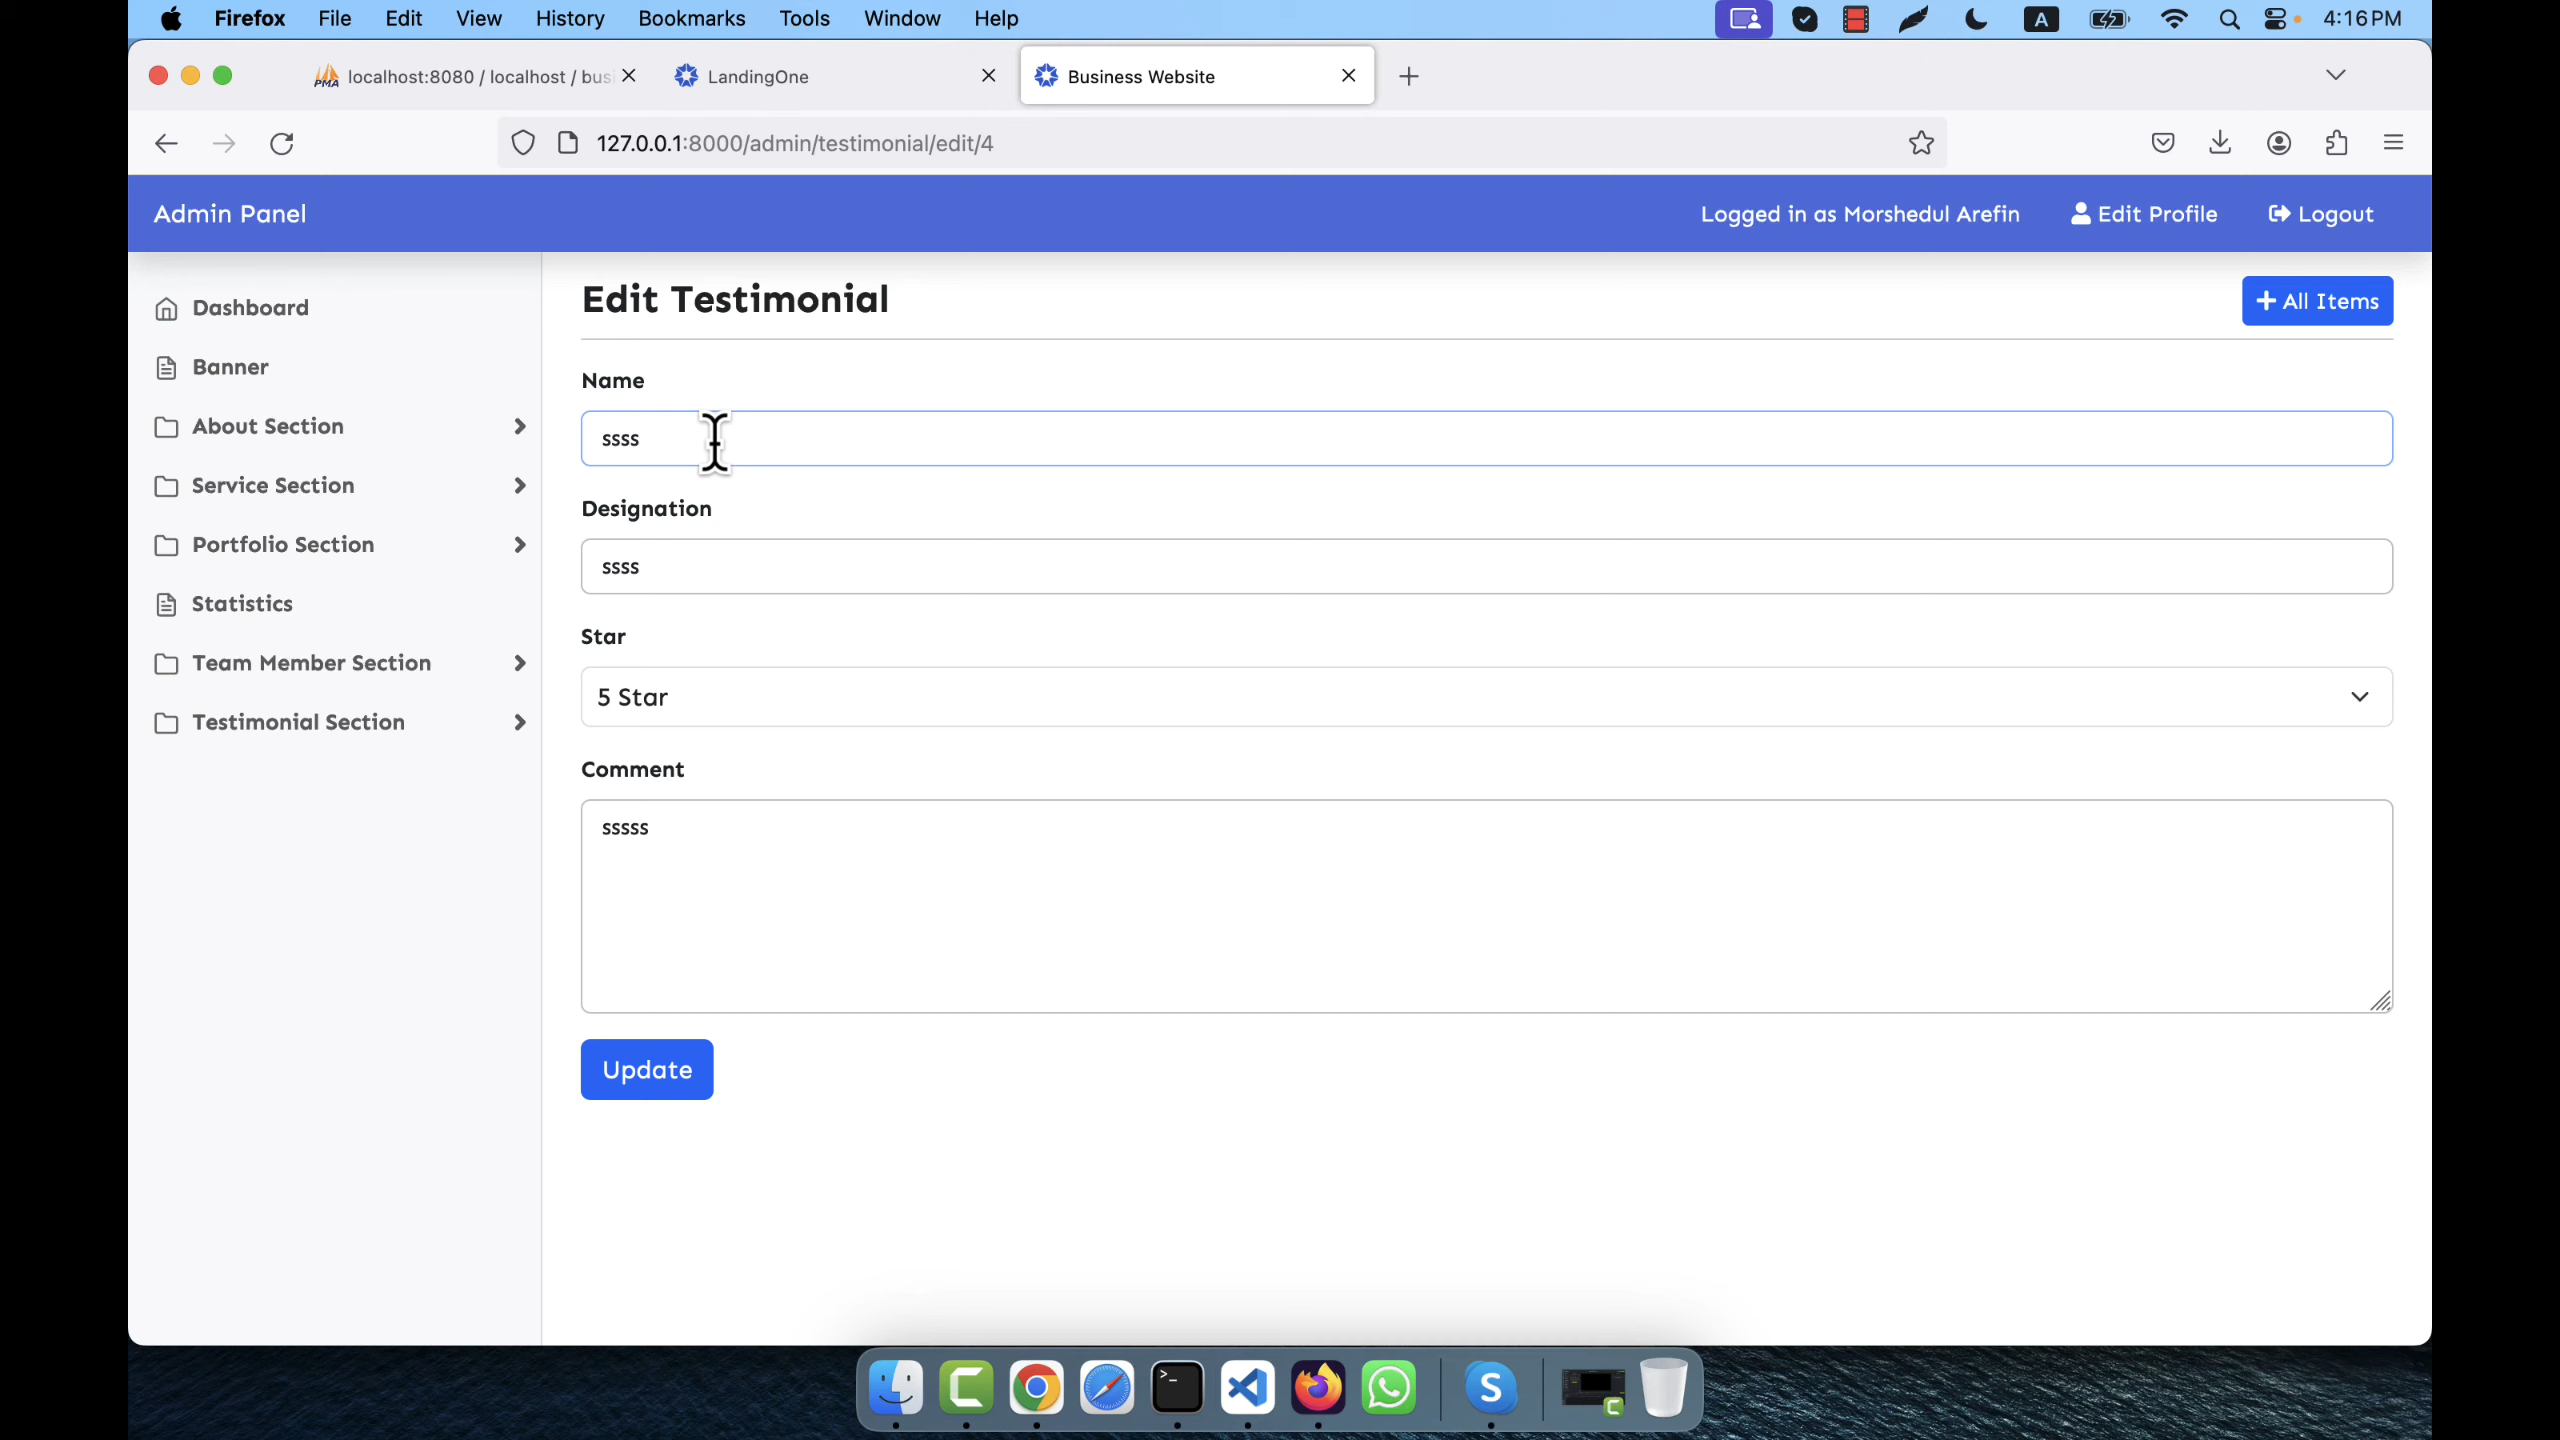 Firefox File Edit View History Bookmarks Tools Window Help A 4:16 PM
PMA localhost:8080 / localhost / busi LandingOne Business Website
127.0.0.1:8000/admin/testimonial/edit/4
Admin Panel Logged in as Morshedul Arefin Edit Profile Logout
Dashboard
Banner
About Section
Service Section
Portfolio Section
Statistics
Team Member Section
Testimonial Section
Edit Testimonial + All Items
Name
ssss
Designation
ssss
Star
5 Star
Comment
sssss
Update